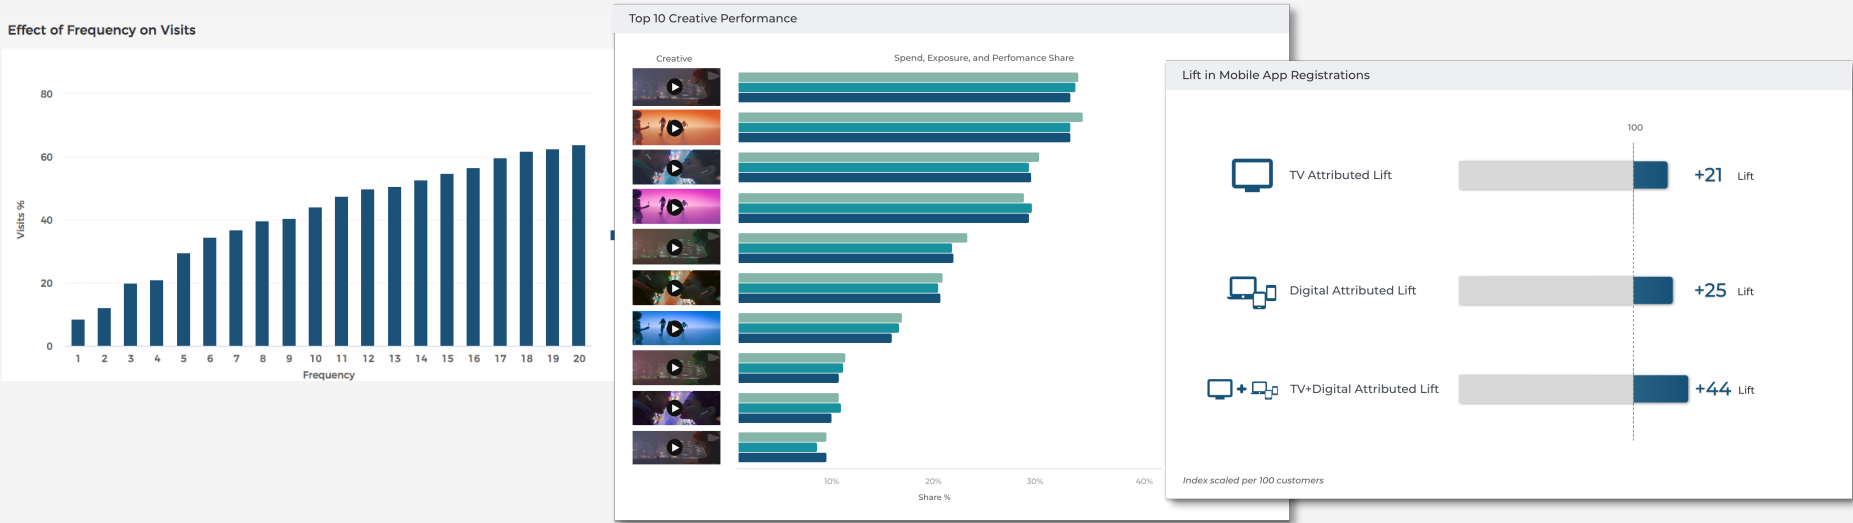 Effect of Frequency on Visits
80
60
40
20
0
Visits %
1 2 3 4 5 6 7 8 9 10 11 12 13 14 15 16 17 18 19 20
Frequency
Top 10 Creative Performance
Creative
Spend, Exposure, and Perfomance Share
10% 20% 30% 40%
Share %
Lift in Mobile App Registrations
100
TV Attributed Lift +21 Lift
Digital Attributed Lift +25 Lift
TV+Digital Attributed Lift +44 Lift
Index scaled per 100 customers